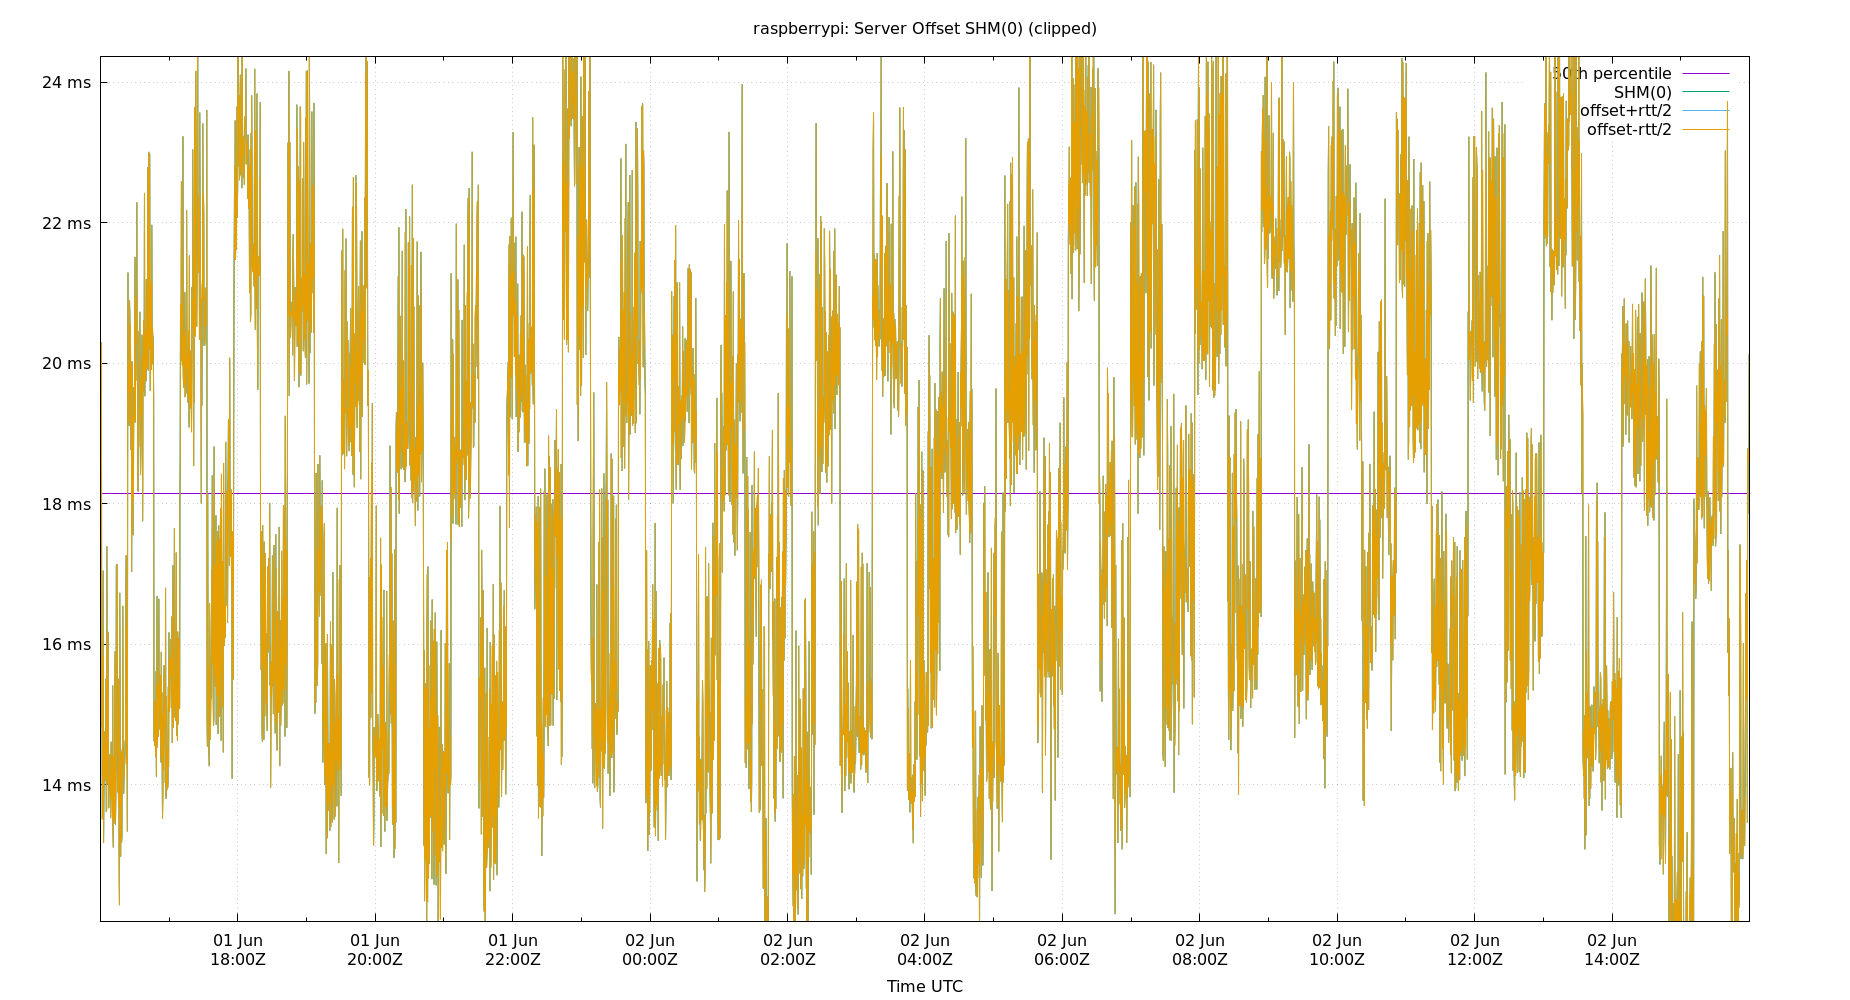 raspberrypi: Server Offset SHM(0) (clipped)
50th percentile
SHM(0)
offset+rtt/2
offset-rtt/2
24 ms
22 ms
20 ms
18 ms
16 ms
14 ms
01 Jun 01 Jun 01 Jun 02 Jun 02 Jun 02 Jun 02 Jun 02 Jun 02 Jun 02 Jun 02 Jun
18:00Z 20:00Z 22:00Z 00:00Z 02:00Z 04:00Z 06:00Z 08:00Z 10:00Z 12:00Z 14:00Z
Time UTC